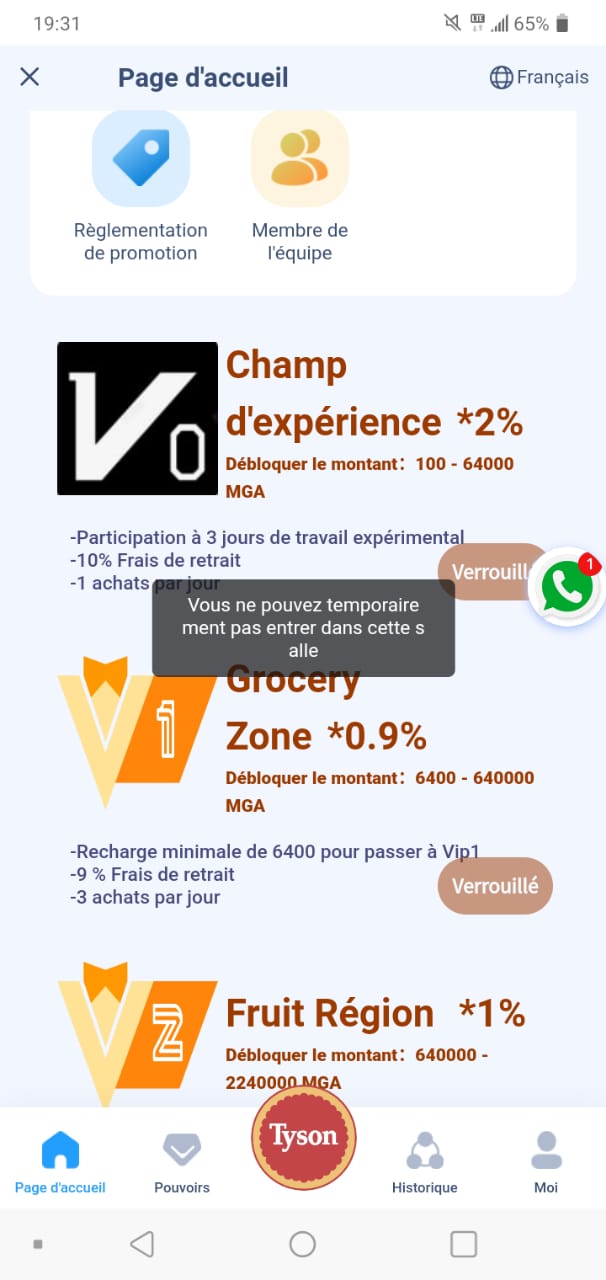 19:31
LTE
65%
Page d'accueil
Français
Règlementation
de promotion
Membre de
l'équipe
V0
Champ
d'expérience *2%
Débloquer le montant：100 - 64000
MGA
-Participation à 3 jours de travail expérimental
-10% Frais de retrait
-1 achats par jour
Verrouill
1
Vous ne pouvez temporaire
ment pas entrer dans cette s
alle
V1
Grocery
Zone *0.9%
Débloquer le montant：6400 - 640000
MGA
-Recharge minimale de 6400 pour passer à Vip1
-9 % Frais de retrait
-3 achats par jour
Verrouillé
V2
Fruit Région *1%
Débloquer le montant：640000 -
2240000 MGA
Tyson
Page d'accueil
Pouvoirs
Historique
Moi